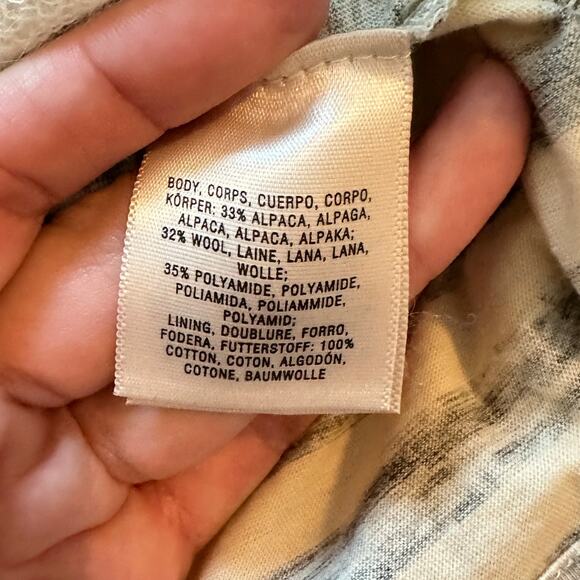 BODY, CORPS, CUERPO, CORPO,
KÖRPER: 33% ALPACA, ALPAGA,
ALPACA, ALPACA, ALPAKA;
32% WOOL, LAINE, LANA, LANA,
WOLLE;
35% POLYAMIDE, POLYAMIDE,
POLIAMIDA, POLIAMMIDE,
POLYAMID;
LINING, DOUBLURE, FORRO,
FODERA, FUTTERSTOFF: 100%
COTTON, COTON, ALGODÓN,
COTONE, BAUMWOLLE